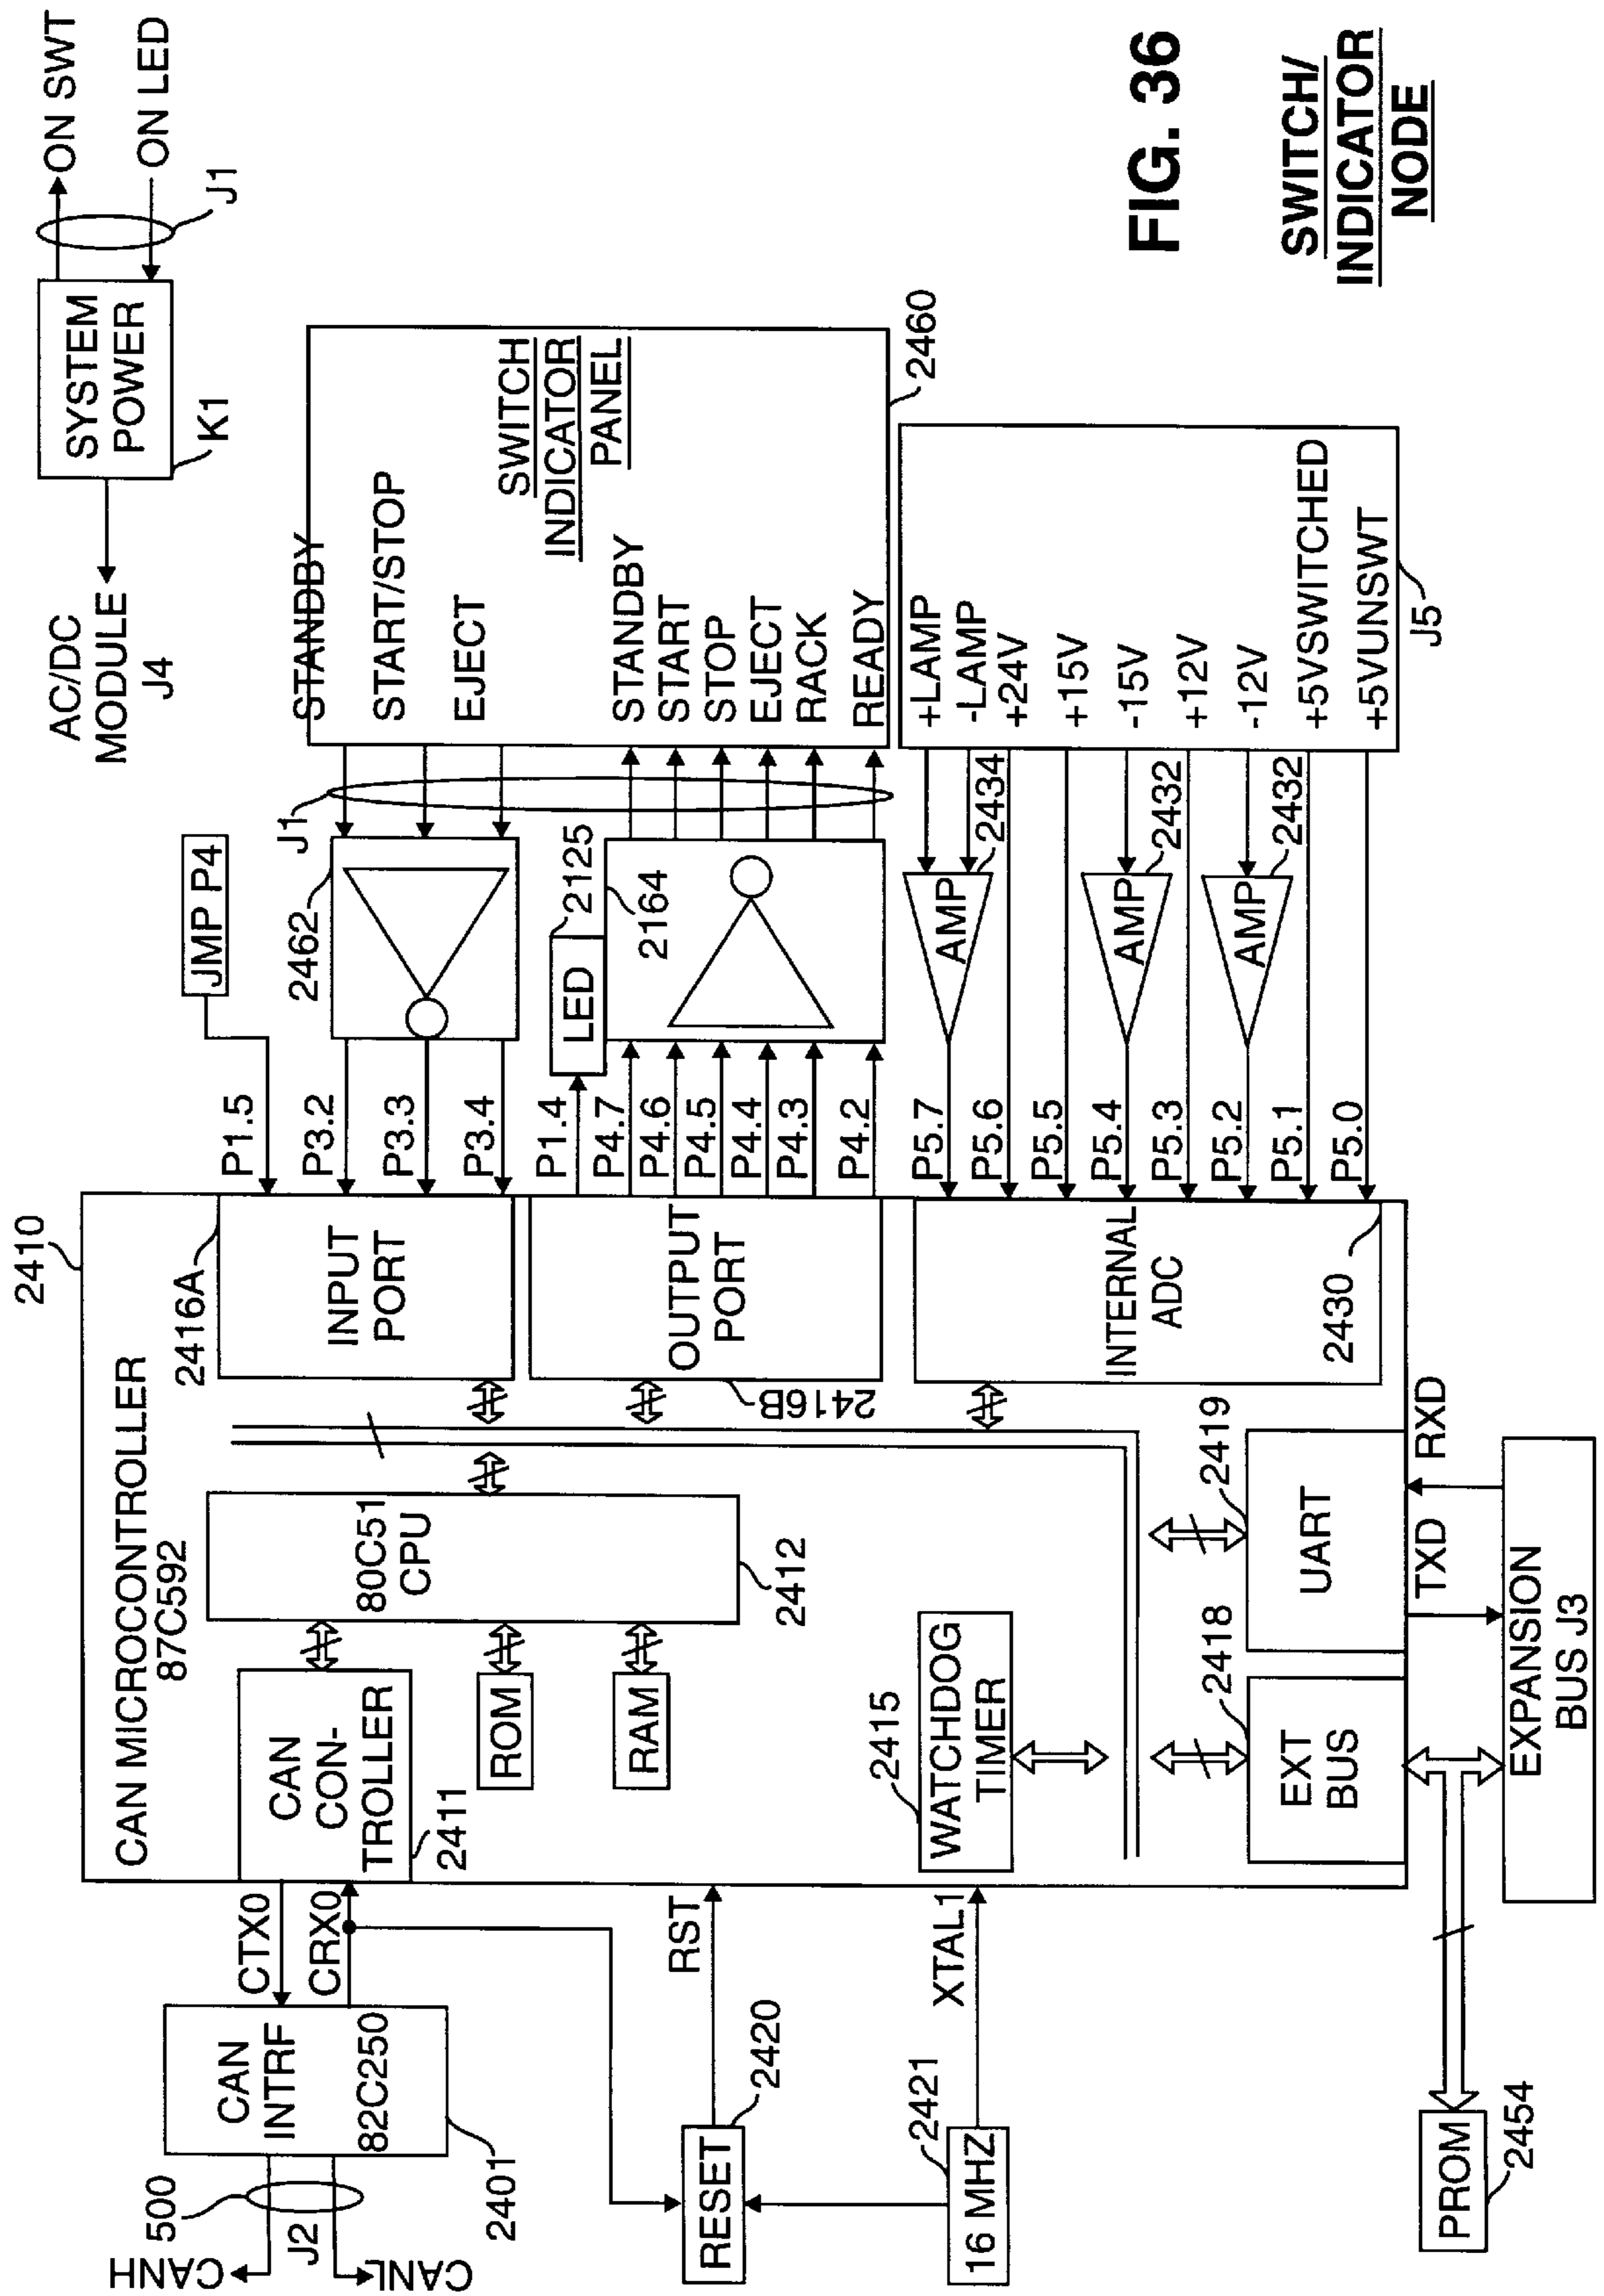 2410
CAN MICROCONTROLLER
87C592
500
CANH
CANL
J2
CAN
INTRF
82C250
2401
CTX0
CRX0
CAN
CON-
TROLLER
2411
80C51
CPU
2412
ROM
RAM
2416A
INPUT
PORT
OUTPUT
PORT
2416B
INTERNAL
ADC
2430
RESET
2420
RST
16 MHZ
2421
XTAL1
2415
WATCHDOG
TIMER
2418
EXT
BUS
2419
UART
TXD
RXD
EXPANSION
BUS J3
PROM
2454
P1.5
P3.2
P3.3
P3.4
P1.4
P4.7
P4.6
P4.5
P4.4
P4.3
P4.2
P5.7
P5.6
P5.5
P5.4
P5.3
P5.2
P5.1
P5.0
JMP P4
2462
LED
2125
2164
J1
AMP
2434
AMP
2432
AMP
2432
STANDBY
START/STOP
EJECT
STANDBY
START
STOP
EJECT
RACK
READY
SWITCH
INDICATOR
PANEL
2460
+LAMP
-LAMP
+24V
+15V
-15V
+12V
-12V
+5VSWITCHED
+5VUNSWT
J5
AC/DC
MODULE
J4
SYSTEM
POWER
K1
ON SWT
ON LED
J1
FIG. 36
SWITCH/
INDICATOR
NODE